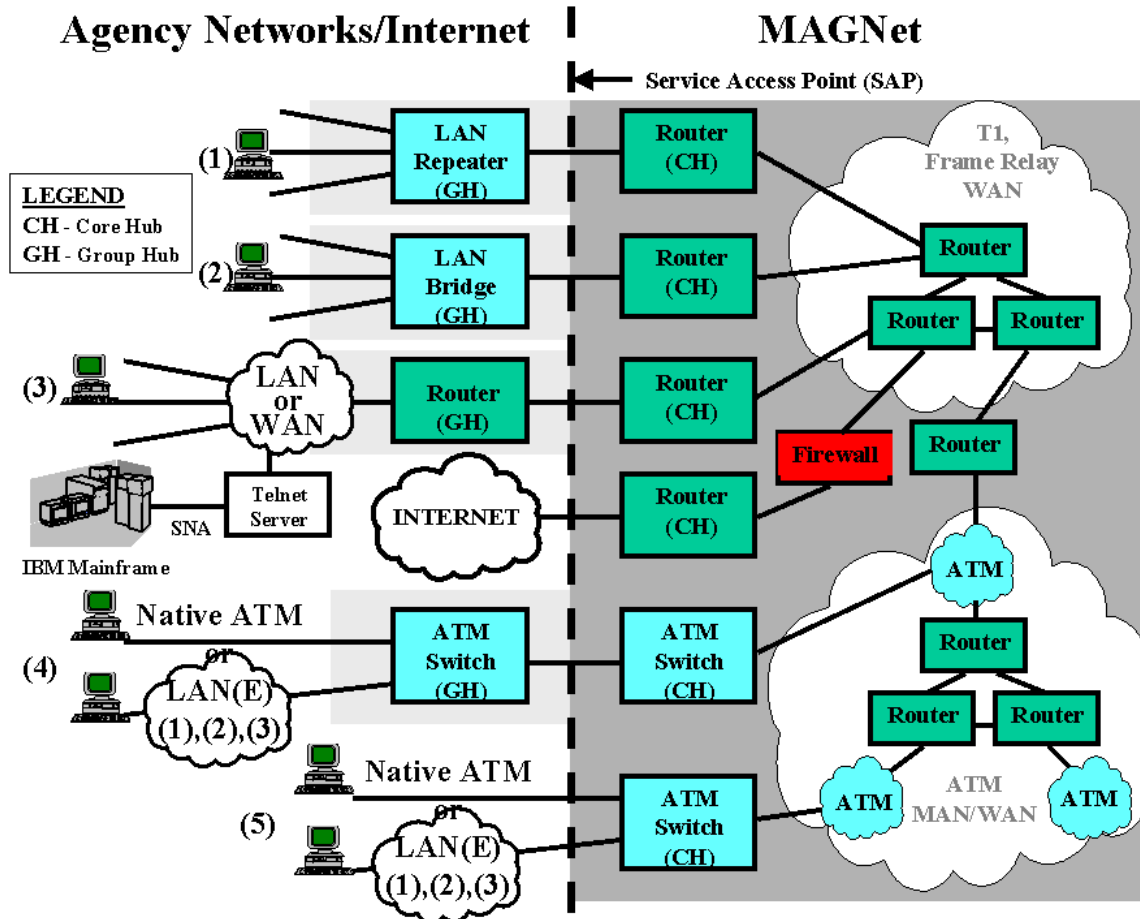 Agency Networks/Internet
MAGNet
Service Access Point (SAP)
(1)
LAN
Repeater
(GH)
Router
(CH)
T1,
Frame Relay
WAN
LEGEND
CH - Core Hub
GH - Group Hub
(2)
LAN
Bridge
(GH)
Router
(CH)
Router
Router
Router
(3)
LAN
or
WAN
Router
(GH)
Router
(CH)
Router
Firewall
Telnet
Server
SNA
IBM Mainframe
INTERNET
Router
(CH)
ATM
(4)
Native ATM
or
LAN(E)
(1),(2),(3)
ATM
Switch
(GH)
ATM
Switch
(CH)
Router
Router
Router
(5)
Native ATM
or
LAN(E)
(1),(2),(3)
ATM
Switch
(CH)
ATM
ATM
ATM
MAN/WAN